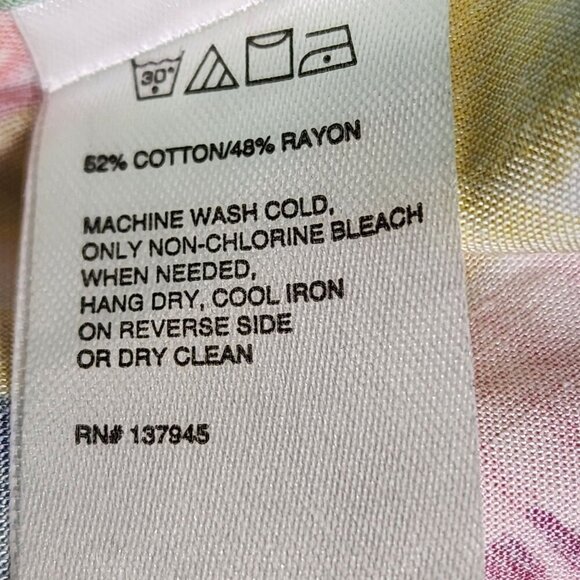 30°
52% COTTON/48% RAYON
MACHINE WASH COLD,
ONLY NON-CHLORINE BLEACH
WHEN NEEDED,
HANG DRY, COOL IRON
ON REVERSE SIDE
OR DRY CLEAN
RN# 137945